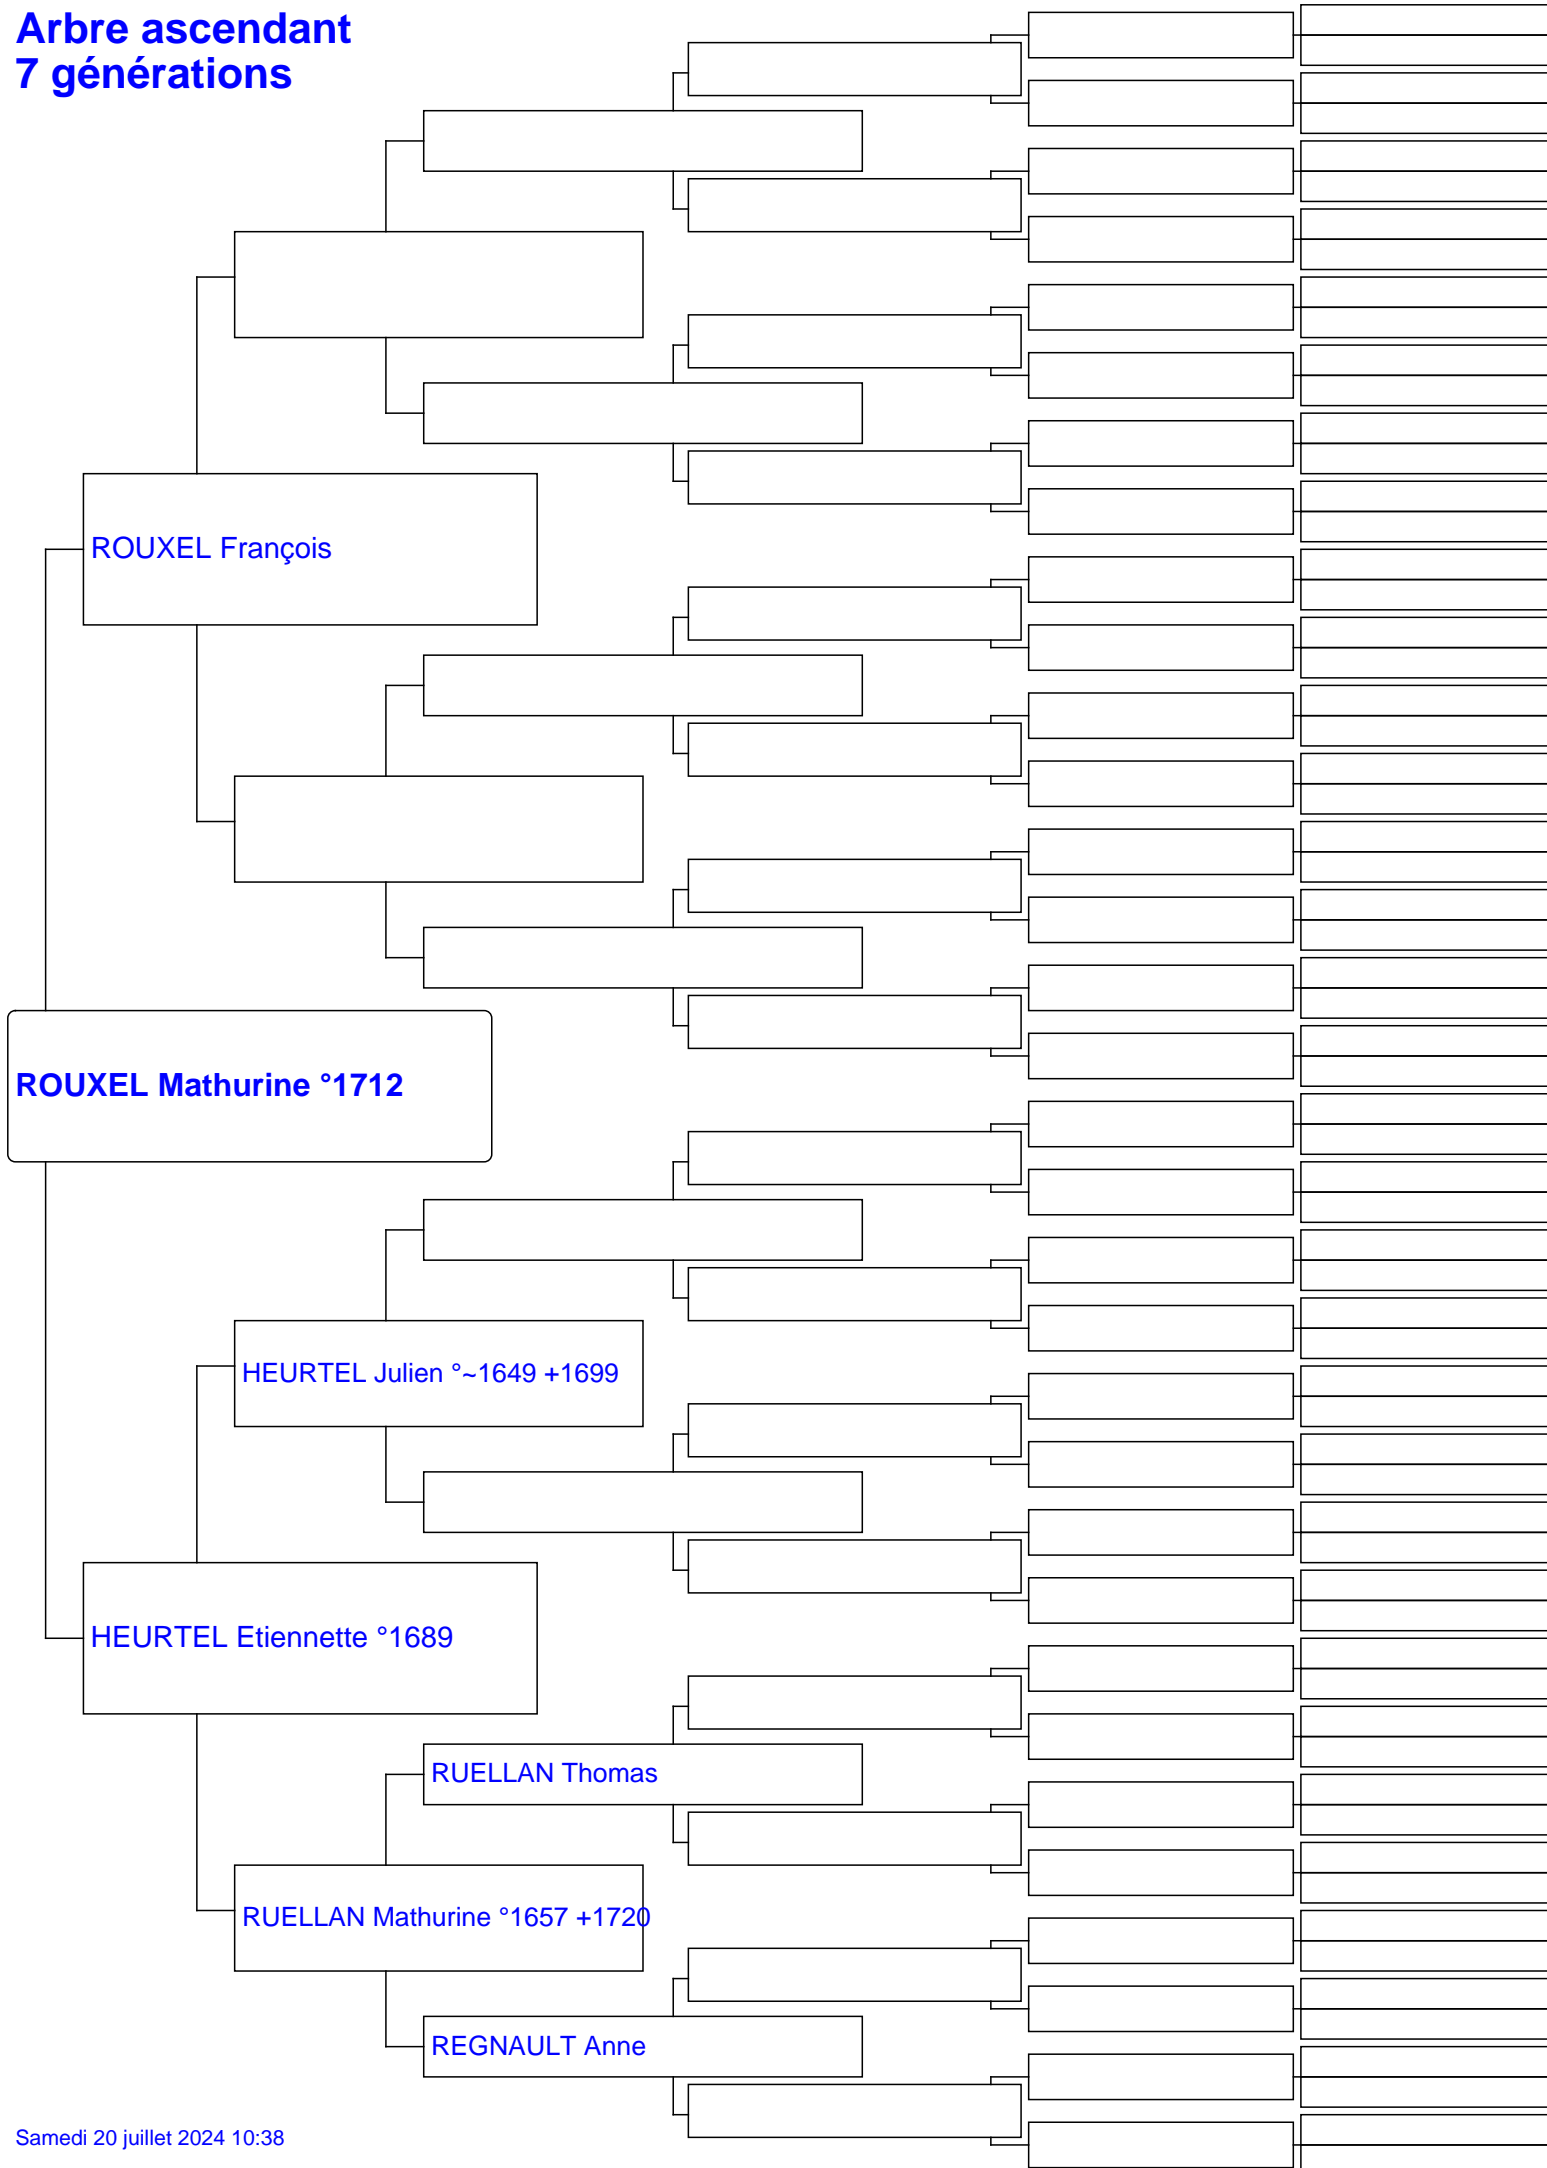 Arbre ascendant
7 générations
ROUXEL François
ROUXEL Mathurine °1712
HEURTEL Julien °~1649 +1699
HEURTEL Etiennette °1689
RUELLAN Thomas
RUELLAN Mathurine °1657 +1720
REGNAULT Anne
Samedi 20 juillet 2024 10:38